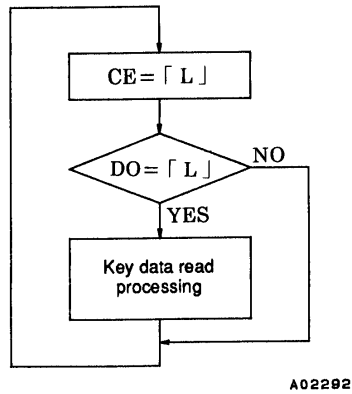 CE=「L」
DO=「L」
NO
YES
Key data read
processing
A02292